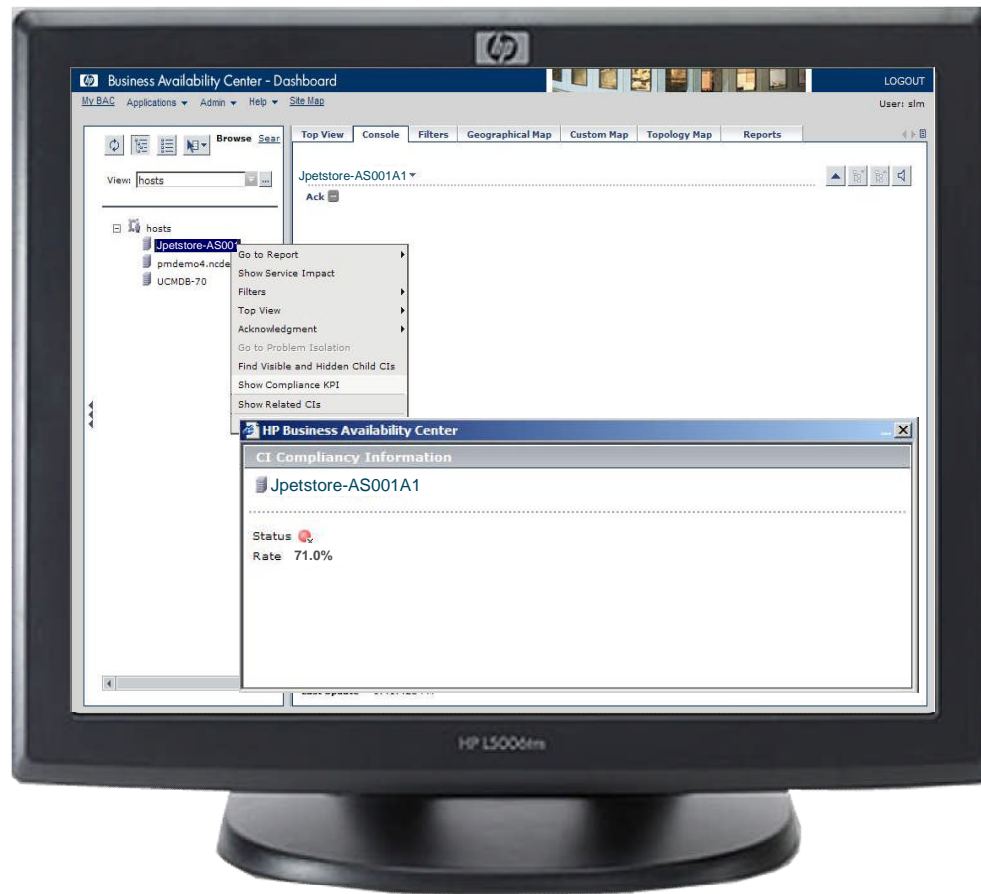 hp
Business Availability Center - Dashboard
LOGOUT
My BAC Applications Admin Help Site Map
User: slm
Browse Sear
Top View Console Filters Geographical Map Custom Map Topology Map Reports
View: hosts ...
Jpetstore-AS001A1
Ack
hosts
Jpetstore-AS001
pmdemo4.ncde
UCMDB-70
Go to Report
Show Service Impact
Filters
Top View
Acknowledgment
Go to Problem Isolation
Find Visible and Hidden Child CIs
Show Compliance KPI
Show Related CIs
HP Business Availability Center
CI Compliancy Information
Jpetstore-AS001A1
Status
Rate 71.0%
HP L5006tm